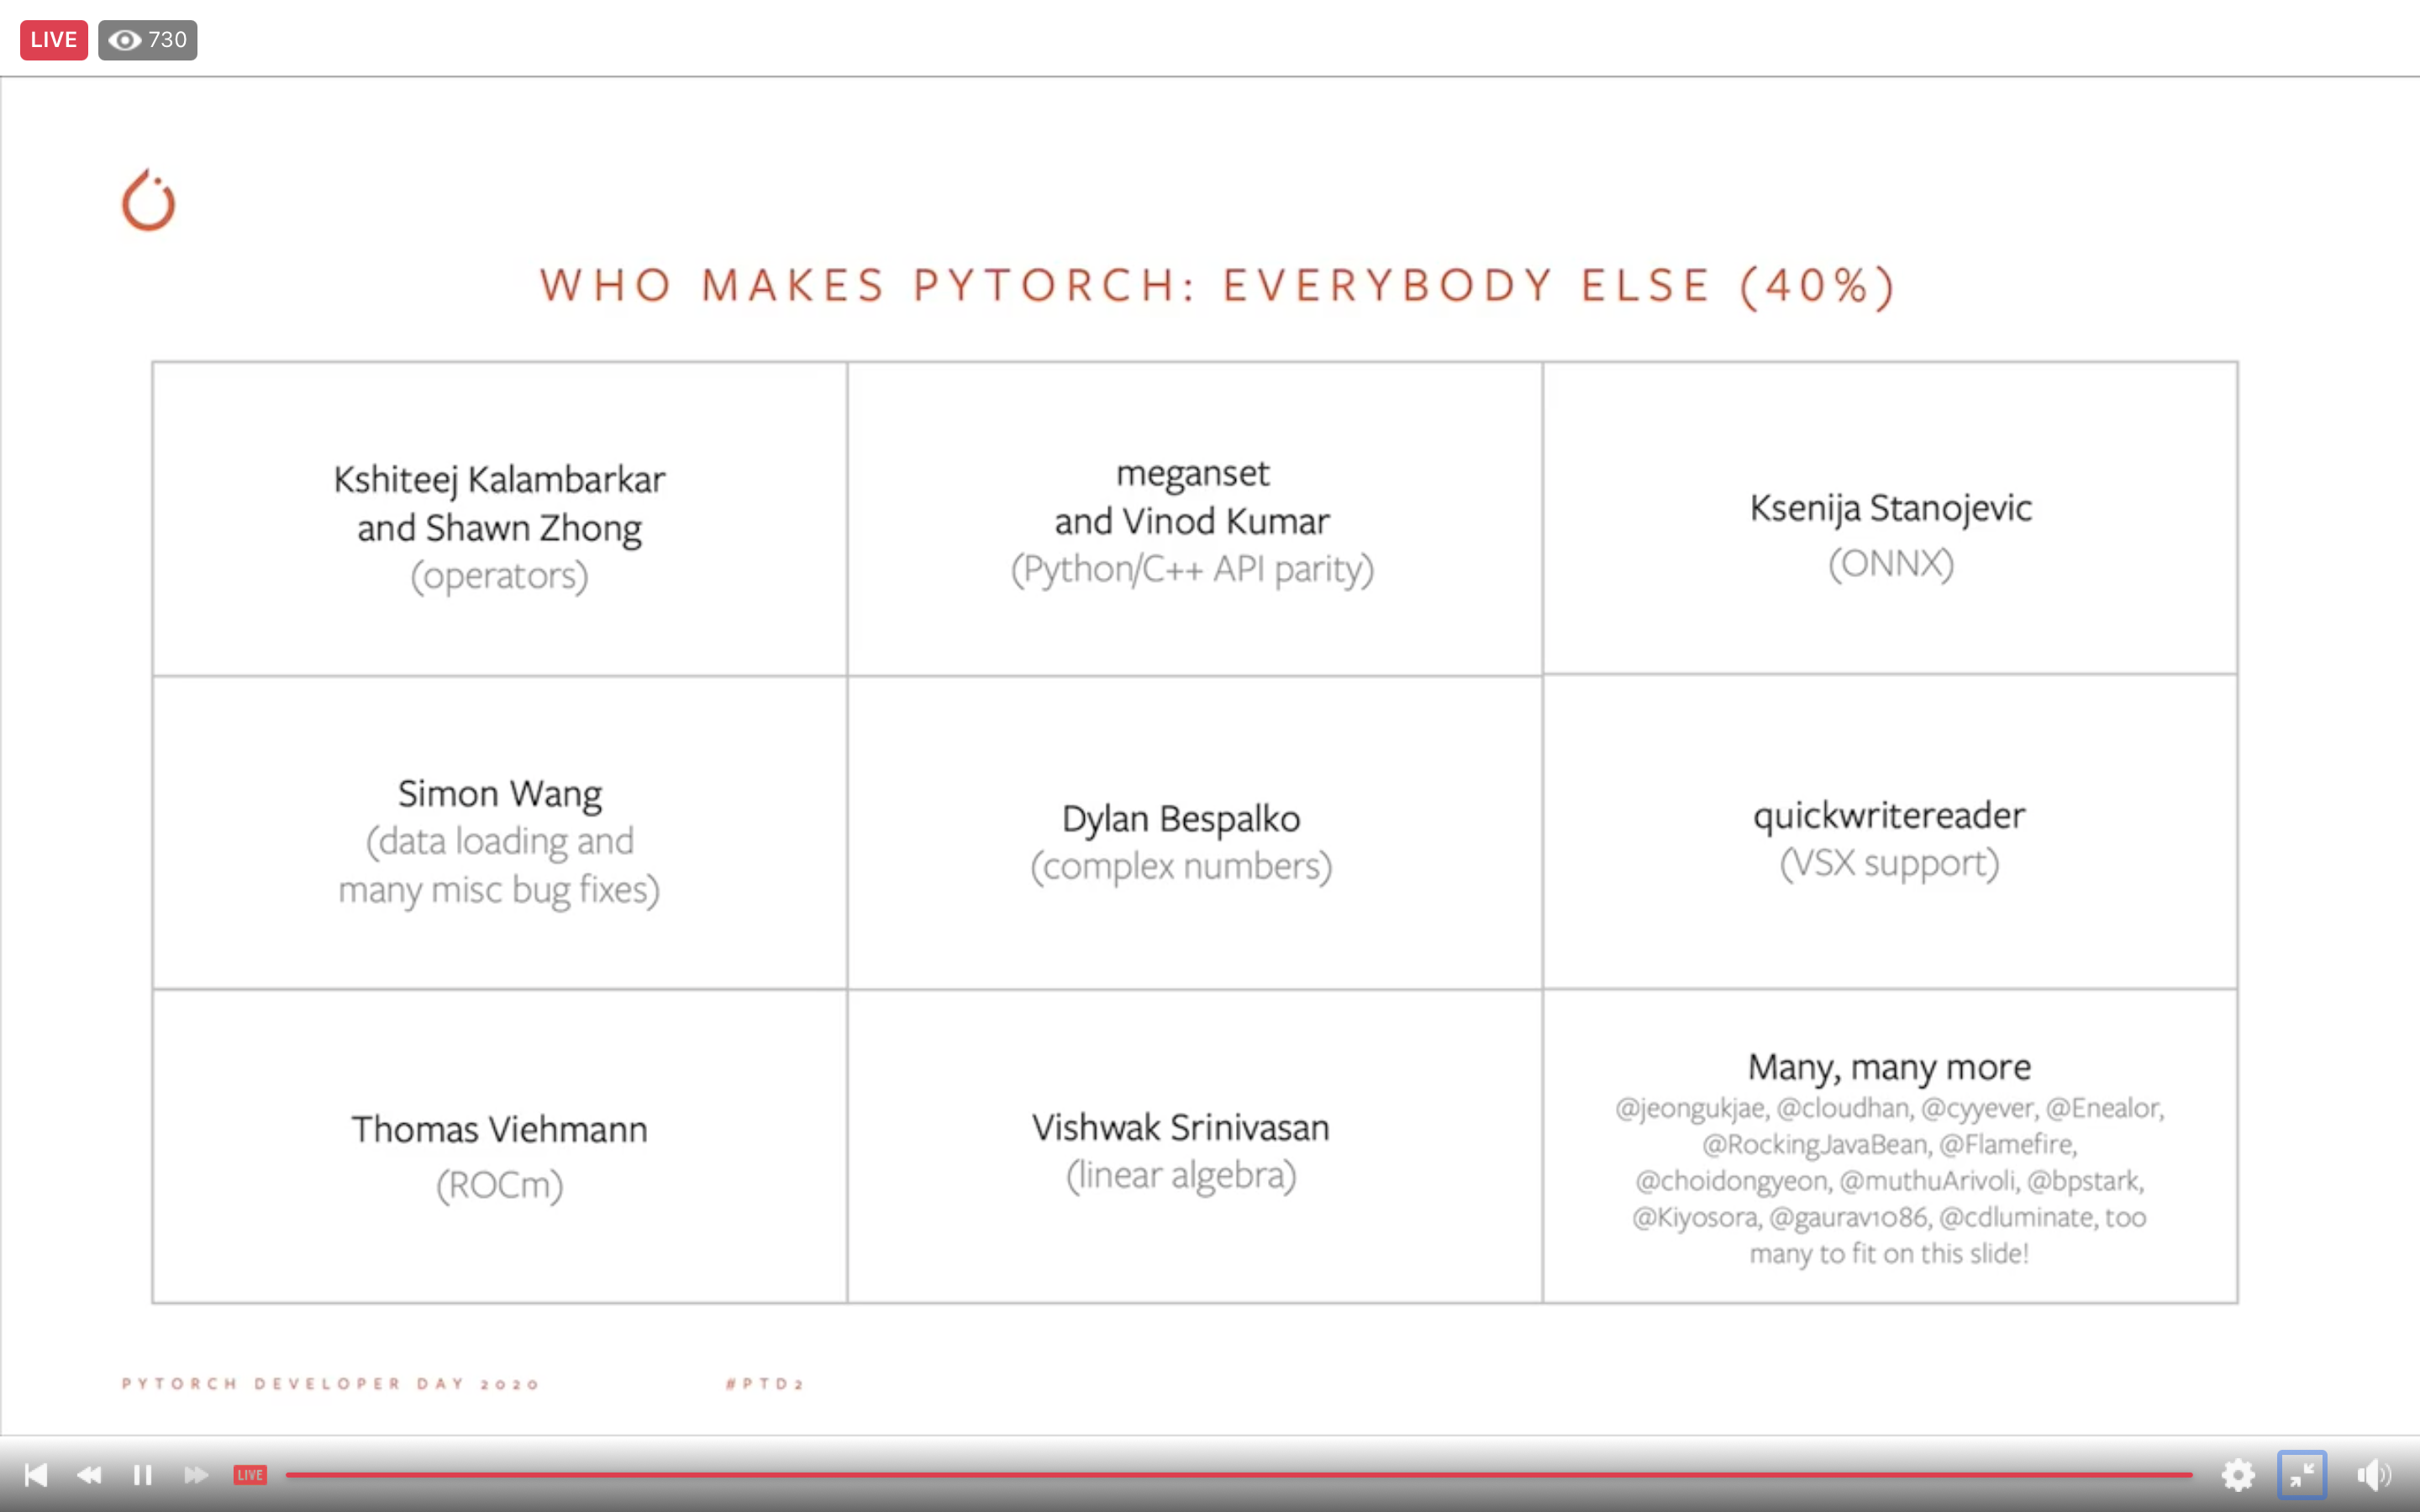 LIVE 730
WHO MAKES PYTORCH: EVERYBODY ELSE (40%)
Kshiteej Kalambarkar
and Shawn Zhong
(operators)
meganset
and Vinod Kumar
(Python/C++ API parity)
Ksenija Stanojevic
(ONNX)
Simon Wang
(data loading and
many misc bug fixes)
Dylan Bespalko
(complex numbers)
quickwritereader
(VSX support)
Thomas Viehmann
(ROCm)
Vishwak Srinivasan
(linear algebra)
Many, many more
@jeongukjae, @cloudhan, @cyyever, @Enealor,
@RockingJavaBean, @Flamefire,
@choidongyeon, @muthuArivoli, @bpstark,
@Kiyosora, @gaurav1086, @cdluminate, too
many to fit on this slide!
PYTORCH DEVELOPER DAY 2020 #PTD2
LIVE